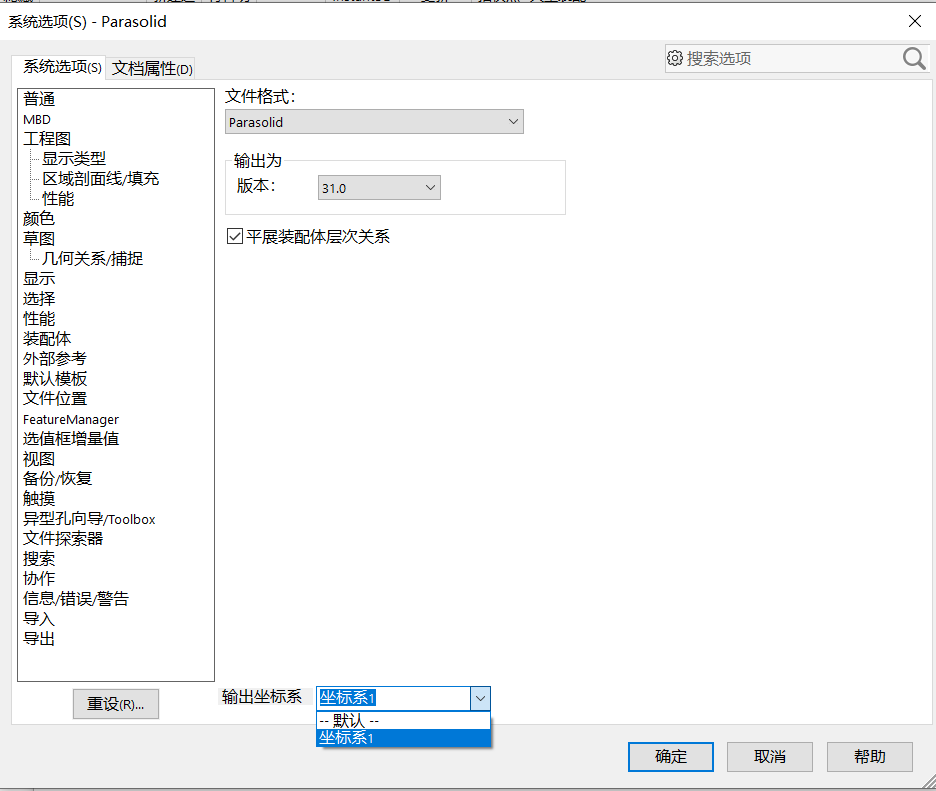 系统选项(S) - Parasolid
系统选项(S) 文档属性(D)
搜索选项
普通
MBD
工程图
显示类型
区域剖面线/填充
性能
颜色
草图
几何关系/捕捉
显示
选择
性能
装配体
外部参考
默认模板
文件位置
FeatureManager
选值框增量值
视图
备份/恢复
触摸
异型孔向导/Toolbox
文件探索器
搜索
协作
信息/错误/警告
导入
导出
重设(R)...
文件格式:
Parasolid
输出为
版本:
31.0
平展装配体层次关系
输出坐标系
坐标系1
-- 默认 --
坐标系1
确定
取消
帮助